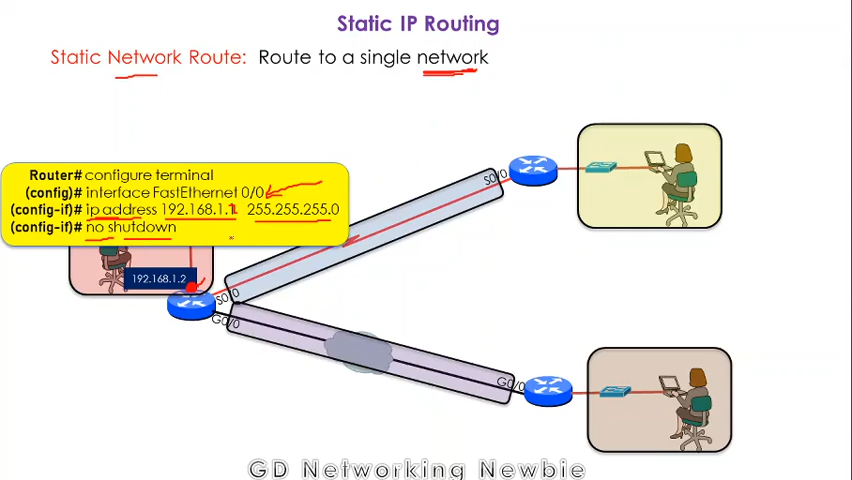 Static IP Routing
Static Network Route: Route to a single network
Router# configure terminal
(config)# interface FastEthernet 0/0
(config-if)# ip address 192.168.1.1 255.255.255.0
(config-if)# no shutdown
192.168.1.2
S0/0
S0/0
G0/0
G0/0
GD Networking Newbie